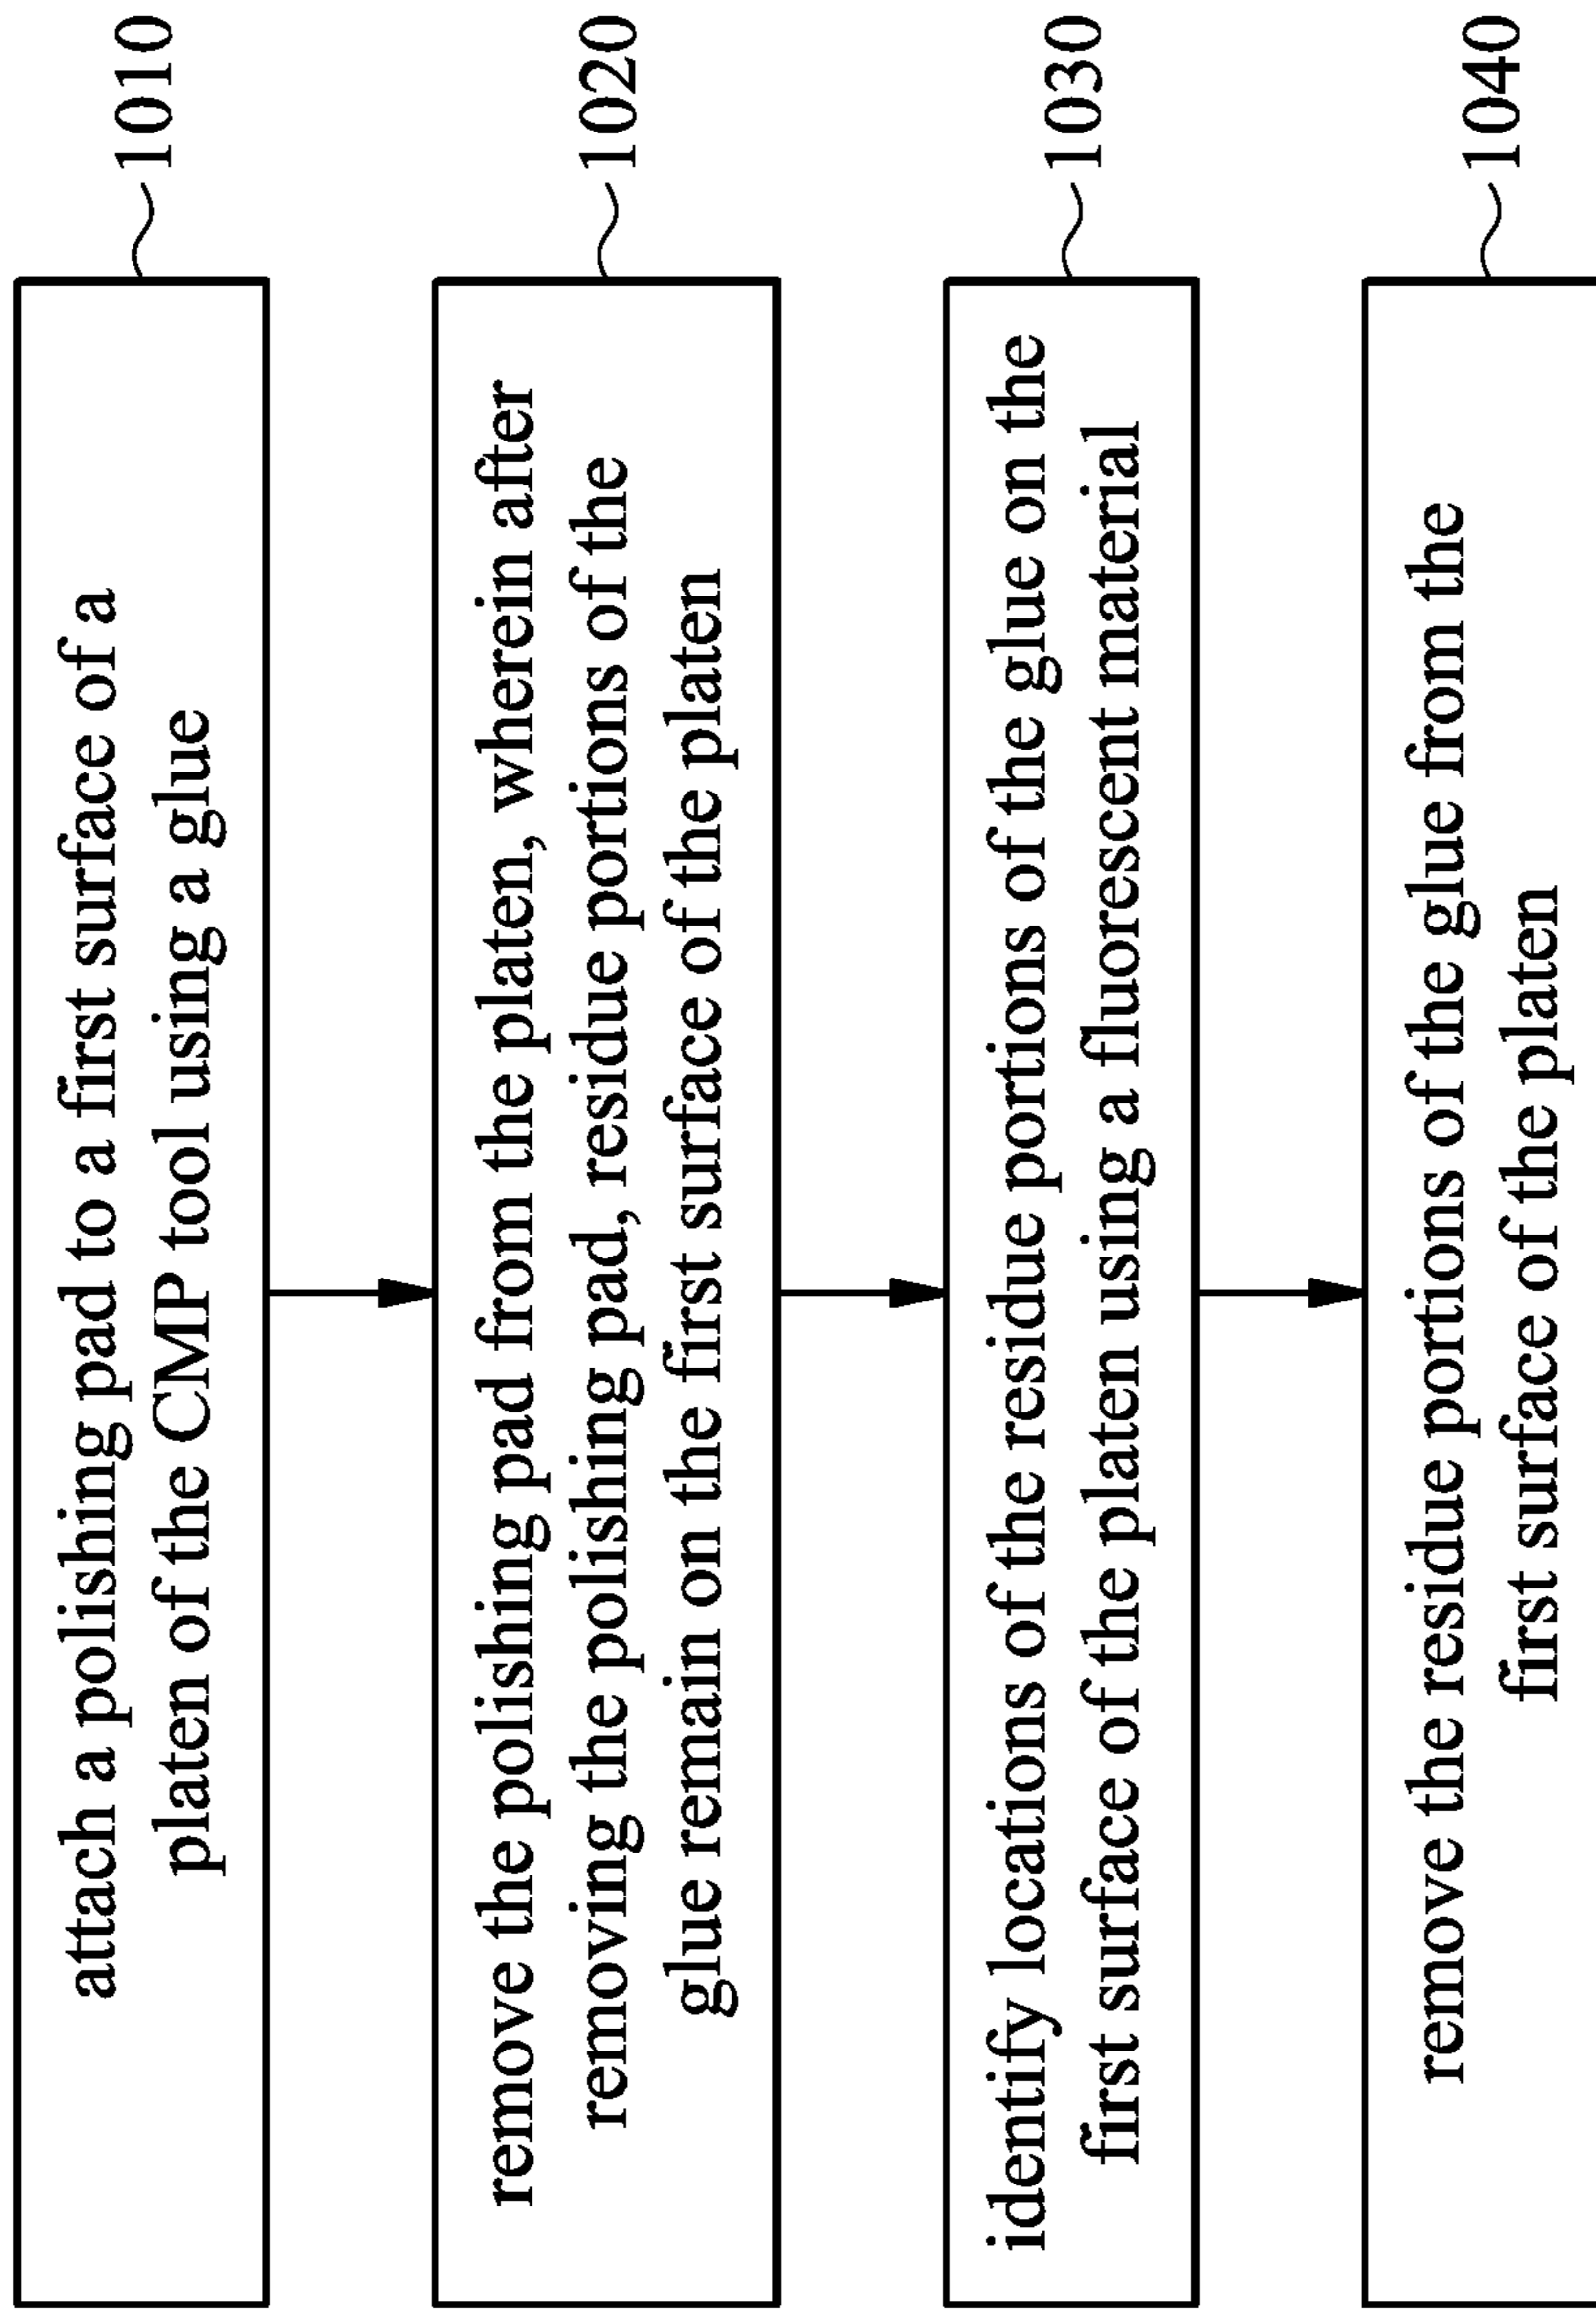 attach a polishing pad to a first surface of a
platen of the CMP tool using a glue
1010
remove the polishing pad from the platen, wherein after
removing the polishing pad, residue portions of the
glue remain on the first surface of the platen
1020
identify locations of the residue portions of the glue on the
first surface of the platen using a fluorescent material
1030
remove the residue portions of the glue from the
first surface of the platen
1040